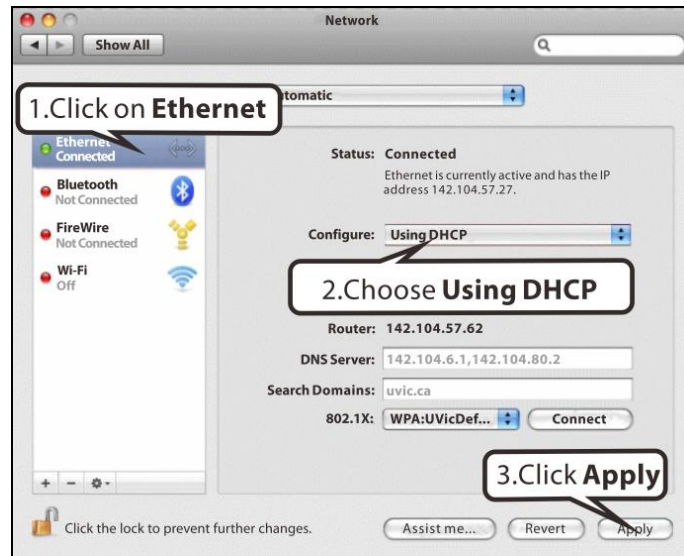 Network
Show All
1.Click on Ethernet
tomatic
Ethernet
Connected
Bluetooth
Not Connected
FireWire
Not Connected
Wi-Fi
Off
Status: Connected
Ethernet is currently active and has the IP
address 142.104.57.27.
Configure: Using DHCP
2.Choose Using DHCP
Router: 142.104.57.62
DNS Server: 142.104.6.1,142.104.80.2
Search Domains: uvic.ca
802.1X: WPA:UVicDef... Connect
3.Click Apply
Click the lock to prevent further changes.
Assist me... Revert Apply